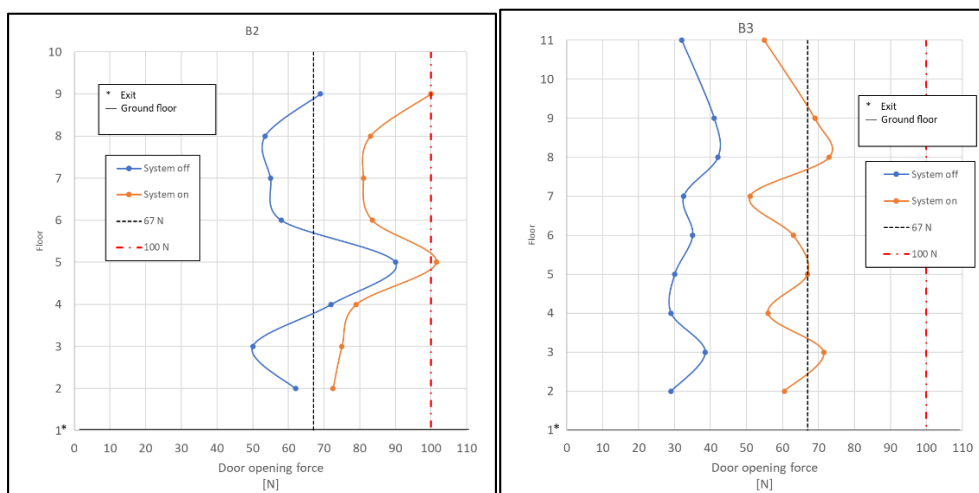 B2
10
9
8
7
6
5
4
3
2
1*
Floor
* Exit
— Ground floor
System off
System on
67 N
100 N
0 10 20 30 40 50 60 70 80 90 100 110
Door opening force
[N]
B3
11
10
9
8
7
6
5
4
3
2
1*
Floor
* Exit
— Ground floor
System off
System on
67 N
100 N
0 10 20 30 40 50 60 70 80 90 100 110
Door opening force
[N]